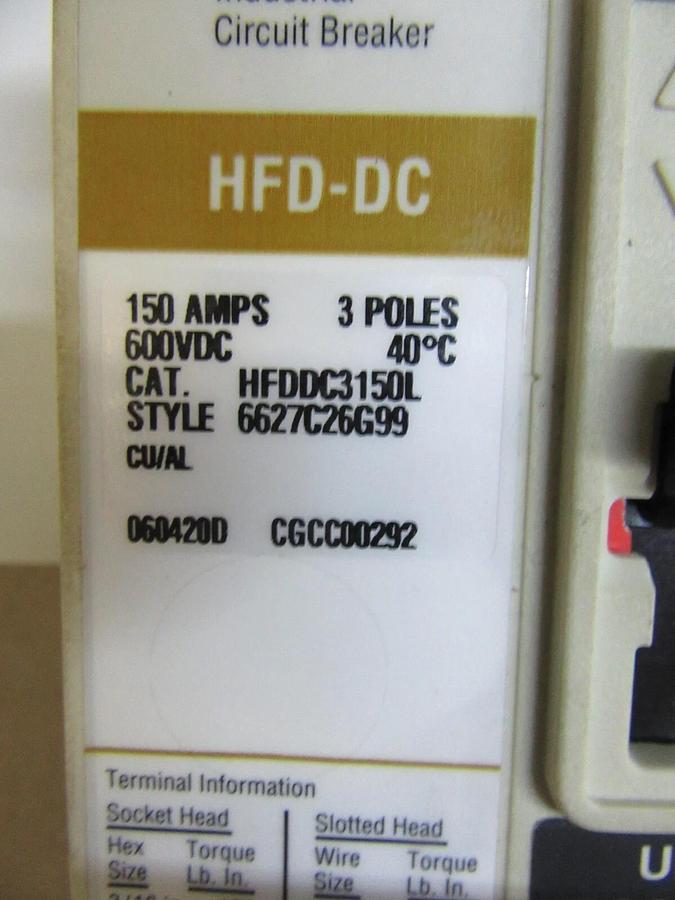 Industrial
Circuit Breaker
HFD-DC
150 AMPS 3 POLES
600VDC 40°C
CAT. HFDDC3150L
STYLE 6627C26G99
CU/AL
060420D CGCC00292
Terminal Information
Socket Head Slotted Head
Hex Torque Wire Torque
Size Lb. In. Size Lb. In.